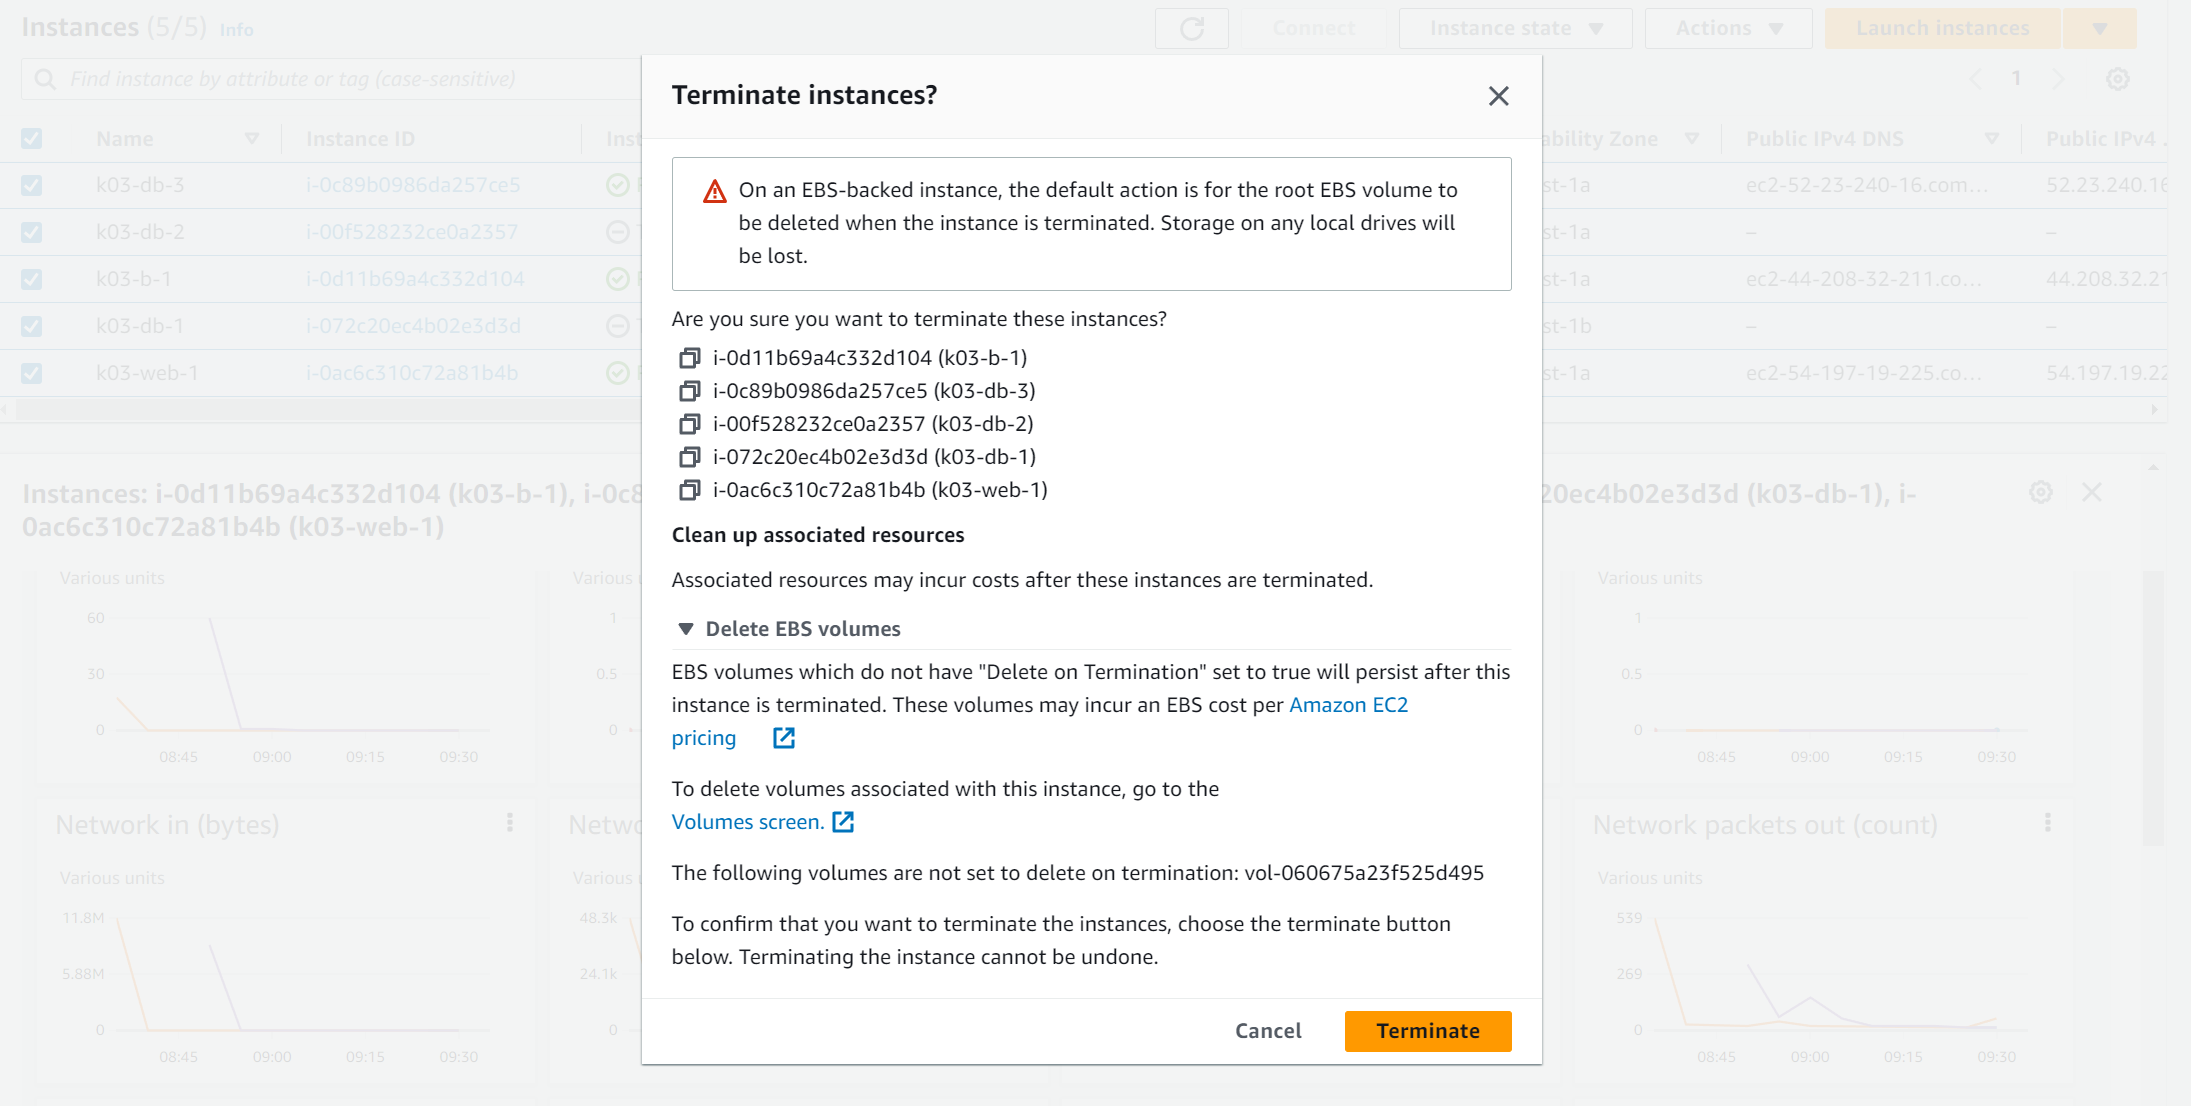 Instances (5/5) Info
Connect
Instance state
Actions
Launch instances
Find instance by attribute or tag (case-sensitive)
1
Name
Instance ID
Inst
ability Zone
Public IPv4 DNS
Public IPv4 .
k03-db-3
i-0c89b0986da257ce5
st-1a
ec2-52-23-240-16.com...
52.23.240.16
k03-db-2
i-00f528232ce0a2357
st-1a
–
–
k03-b-1
i-0d11b69a4c332d104
st-1a
ec2-44-208-32-211.co...
44.208.32.21
k03-db-1
i-072c20ec4b02e3d3d
st-1b
–
–
k03-web-1
i-0ac6c310c72a81b4b
st-1a
ec2-54-197-19-225.co...
54.197.19.22
Terminate instances?
On an EBS-backed instance, the default action is for the root EBS volume to
be deleted when the instance is terminated. Storage on any local drives will
be lost.
Are you sure you want to terminate these instances?
i-0d11b69a4c332d104 (k03-b-1)
i-0c89b0986da257ce5 (k03-db-3)
i-00f528232ce0a2357 (k03-db-2)
i-072c20ec4b02e3d3d (k03-db-1)
i-0ac6c310c72a81b4b (k03-web-1)
Clean up associated resources
Associated resources may incur costs after these instances are terminated.
Delete EBS volumes
EBS volumes which do not have "Delete on Termination" set to true will persist after this
instance is terminated. These volumes may incur an EBS cost per Amazon EC2
pricing
To delete volumes associated with this instance, go to the
Volumes screen.
The following volumes are not set to delete on termination: vol-060675a23f525d495
To confirm that you want to terminate the instances, choose the terminate button
below. Terminating the instance cannot be undone.
Cancel
Terminate
Instances: i-0d11b69a4c332d104 (k03-b-1), i-0c8
20ec4b02e3d3d (k03-db-1), i-
0ac6c310c72a81b4b (k03-web-1)
Various units
60
30
0
08:45 09:00 09:15 09:30
Various u
1
0.5
0
Various units
1
0.5
0
08:45 09:00 09:15 09:30
Network in (bytes)
Various units
11.8M
5.88M
0
08:45 09:00 09:15 09:30
Netwo
Various u
48.3k
24.1k
0
Network packets out (count)
Various units
539
269
0
08:45 09:00 09:15 09:30